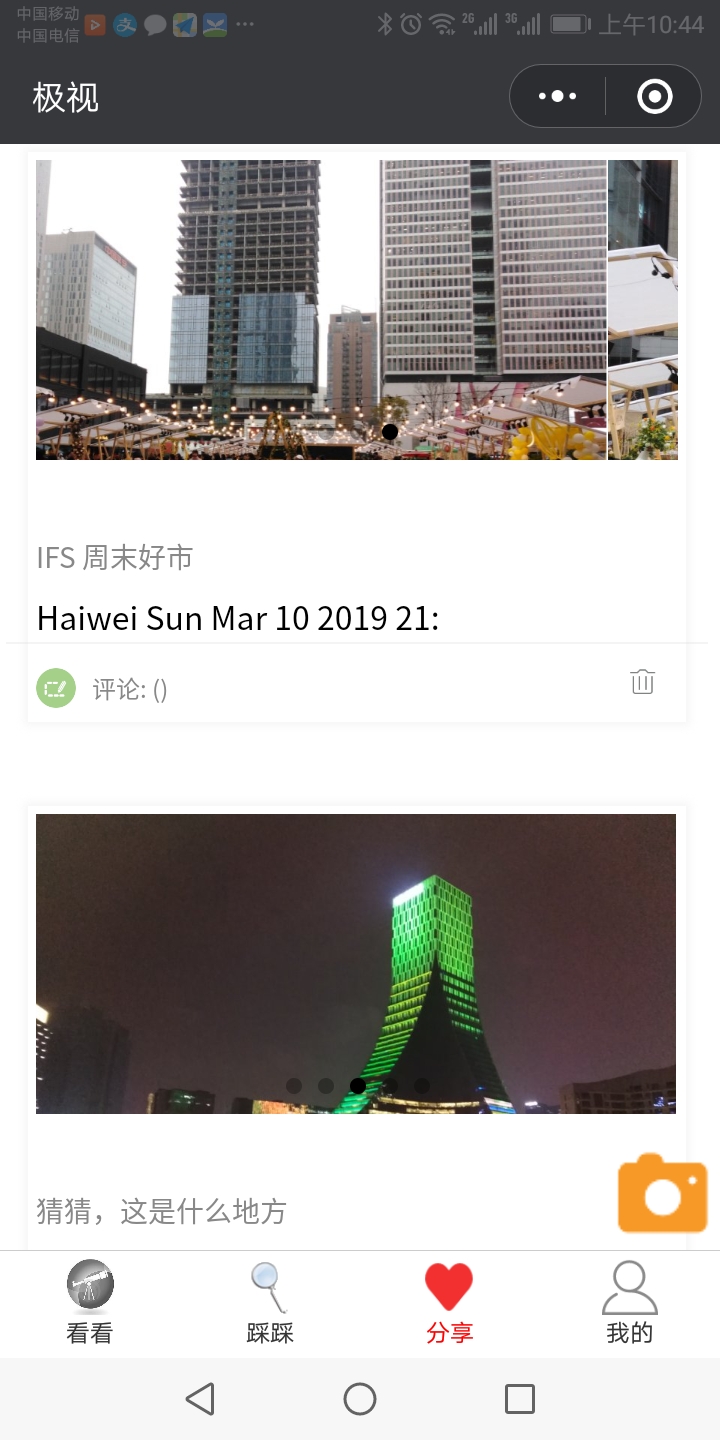 中国移动
中国电信
2G
3G
上午10:44
极视
IFS 周末好市
Haiwei Sun Mar 10 2019 21:
评论: ()
猜猜，这是什么地方
看看
踩踩
分享
我的